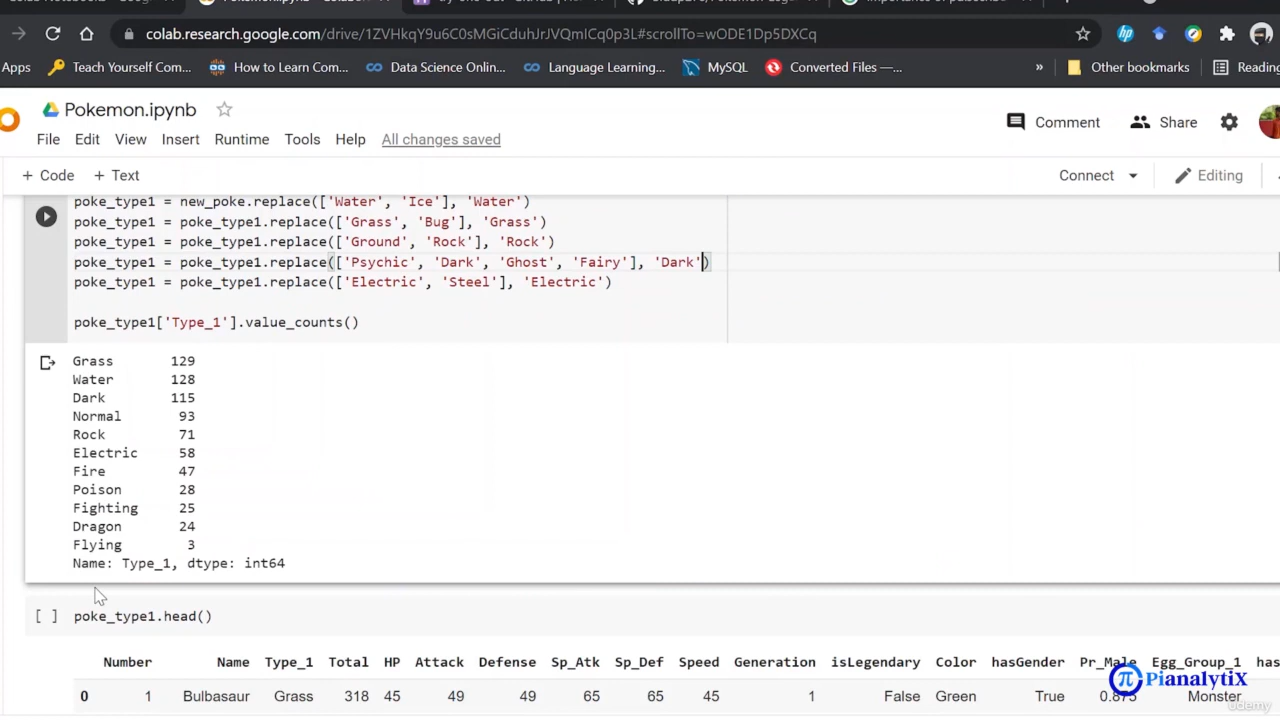 colab.research.google.com/drive/1ZVHkqY9u6C0sMGiCduhJrJVQmICq0p3L#scrollTo=wODE1Dp5DXCq
Apps Teach Yourself Com... How to Learn Com... Data Science Onlin... Language Learning... MySQL Converted Files —... » Other bookmarks Reading
Pokemon.ipynb
Comment Share
File Edit View Insert Runtime Tools Help All changes saved
+ Code + Text Connect Editing
poke_type1 = new_poke.replace(['Water', 'Ice'], 'Water')
poke_type1 = poke_type1.replace(['Grass', 'Bug'], 'Grass')
poke_type1 = poke_type1.replace(['Ground', 'Rock'], 'Rock')
poke_type1 = poke_type1.replace(['Psychic', 'Dark', 'Ghost', 'Fairy'], 'Dark')
poke_type1 = poke_type1.replace(['Electric', 'Steel'], 'Electric')
poke_type1['Type_1'].value_counts()
Grass 129
Water 128
Dark 115
Normal 93
Rock 71
Electric 58
Fire 47
Poison 28
Fighting 25
Dragon 24
Flying 3
Name: Type_1, dtype: int64
[ ] poke_type1.head()
Number Name Type_1 Total HP Attack Defense Sp_Atk Sp_Def Speed Generation isLegendary Color hasGender Pr_Male Egg_Group_1 has
0 1 Bulbasaur Grass 318 45 49 49 65 65 45 1 False Green True 0.875 Monster
PianalytiX
udemy